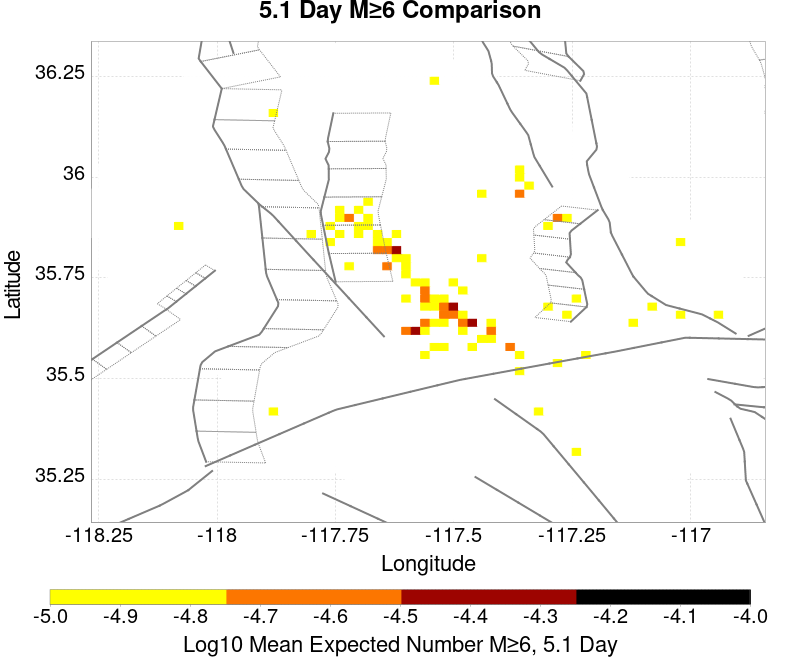 5.1 Day M≥6 Comparison
36.25
36
35.75
35.5
35.25
Latitude
-118.25 -118 -117.75 -117.5 -117.25 -117
Longitude
-5.0 -4.9 -4.8 -4.7 -4.6 -4.5 -4.4 -4.3 -4.2 -4.1 -4.0
Log10 Mean Expected Number M≥6, 5.1 Day